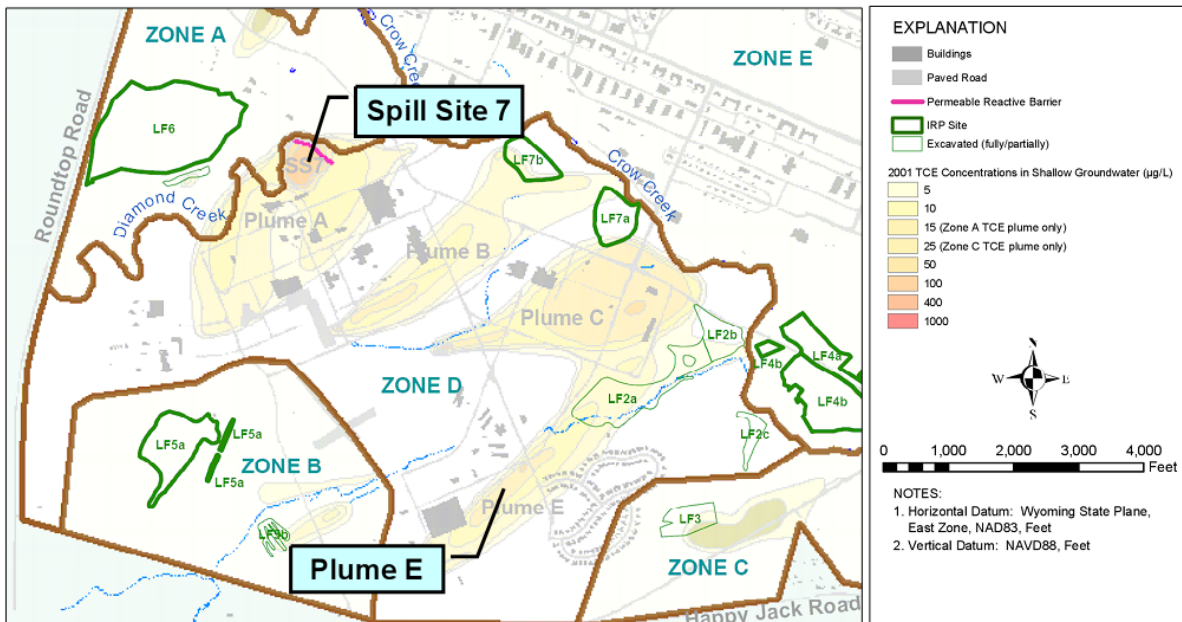 ZONE A
Crow Creek
ZONE E
Roundtop Road
Spill Site 7
LF6
SS7
LF7b
Crow Creek
Diamond Creek
Plume A
LF7a
Plume B
Plume C
LF2b
LF4a
LF4b
LF4b
ZONE D
LF2a
LF5a
LF5a
LF5a
ZONE B
LF2c
Plume E
LF3
Plume E
ZONE C
Happy Jack Road
EXPLANATION
Buildings
Paved Road
Permeable Reactive Barrier
IRP Site
Excavated (fully/partially)
2001 TCE Concentrations in Shallow Groundwater (µg/L)
5
10
15 (Zone A TCE plume only)
25 (Zone C TCE plume only)
50
100
400
1000
N
W E
S
0 1,000 2,000 3,000 4,000
Feet
NOTES:
1. Horizontal Datum: Wyoming State Plane,
East Zone, NAD83, Feet
2. Vertical Datum: NAVD88, Feet